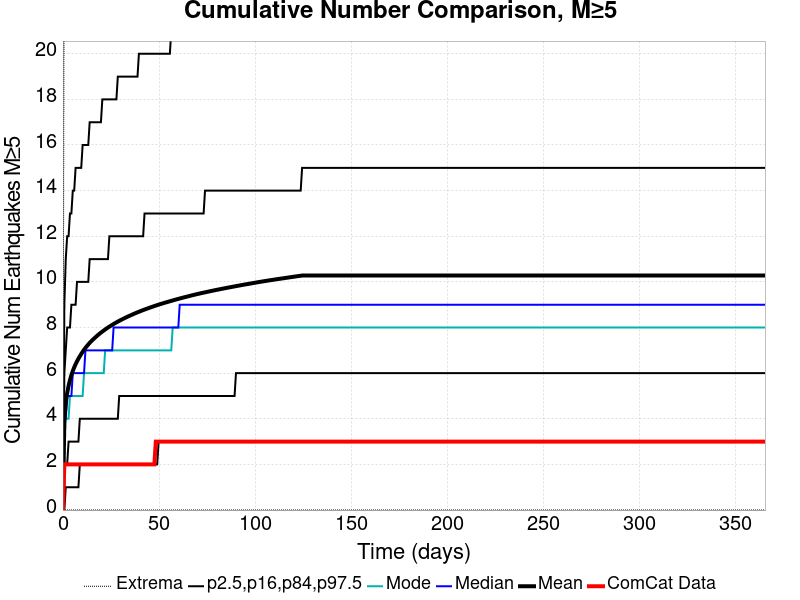 Cumulative Number Comparison, M≥5
Cumulative Num Earthquakes M≥5
20
18
16
14
12
10
8
6
4
2
0
0 50 100 150 200 250 300 350
Time (days)
Extrema p2.5,p16,p84,p97.5 Mode Median Mean ComCat Data